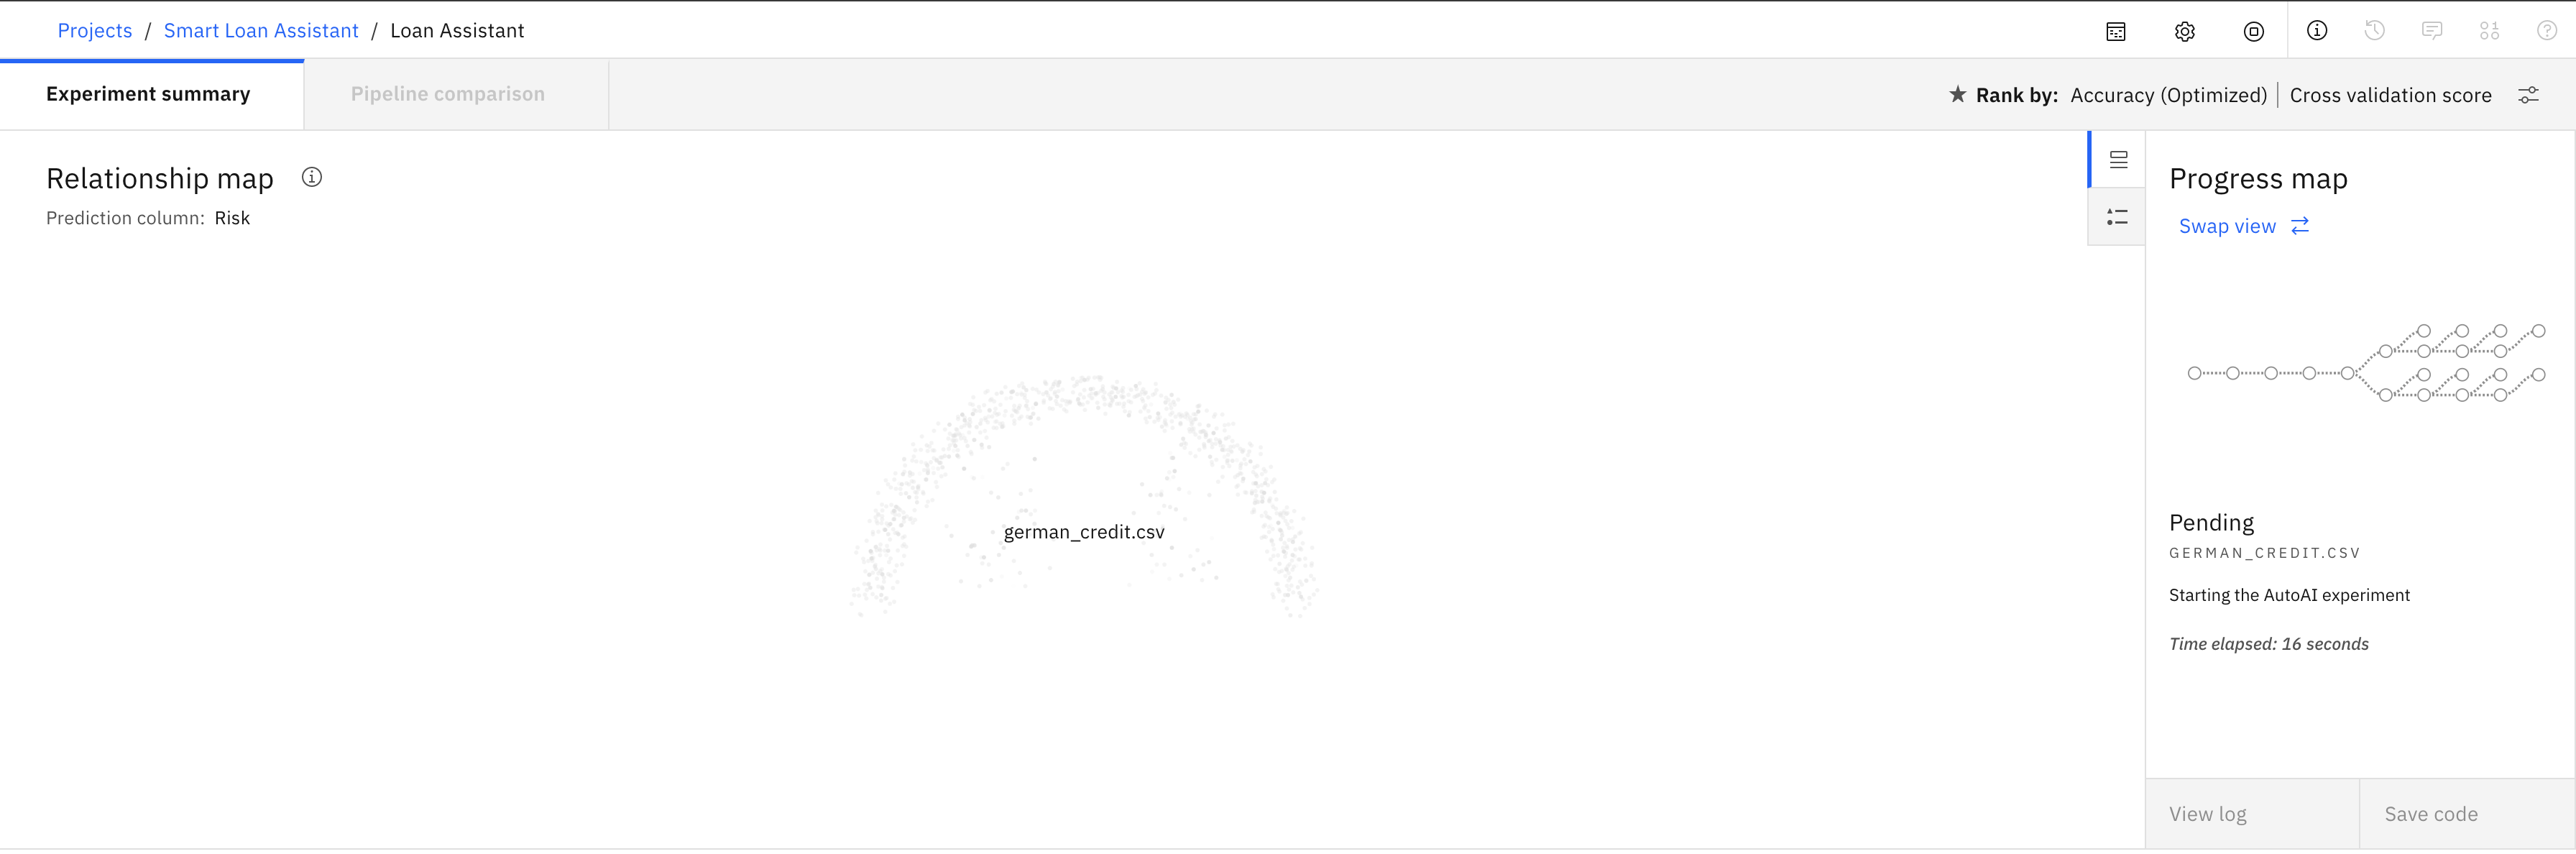 Projects / Smart Loan Assistant / Loan Assistant
Experiment summary
Pipeline comparison
★ Rank by: Accuracy (Optimized) | Cross validation score
Relationship map
Prediction column: Risk
german_credit.csv
Progress map
Swap view
Pending
GERMAN_CREDIT.CSV
Starting the AutoAI experiment
Time elapsed: 16 seconds
View log
Save code